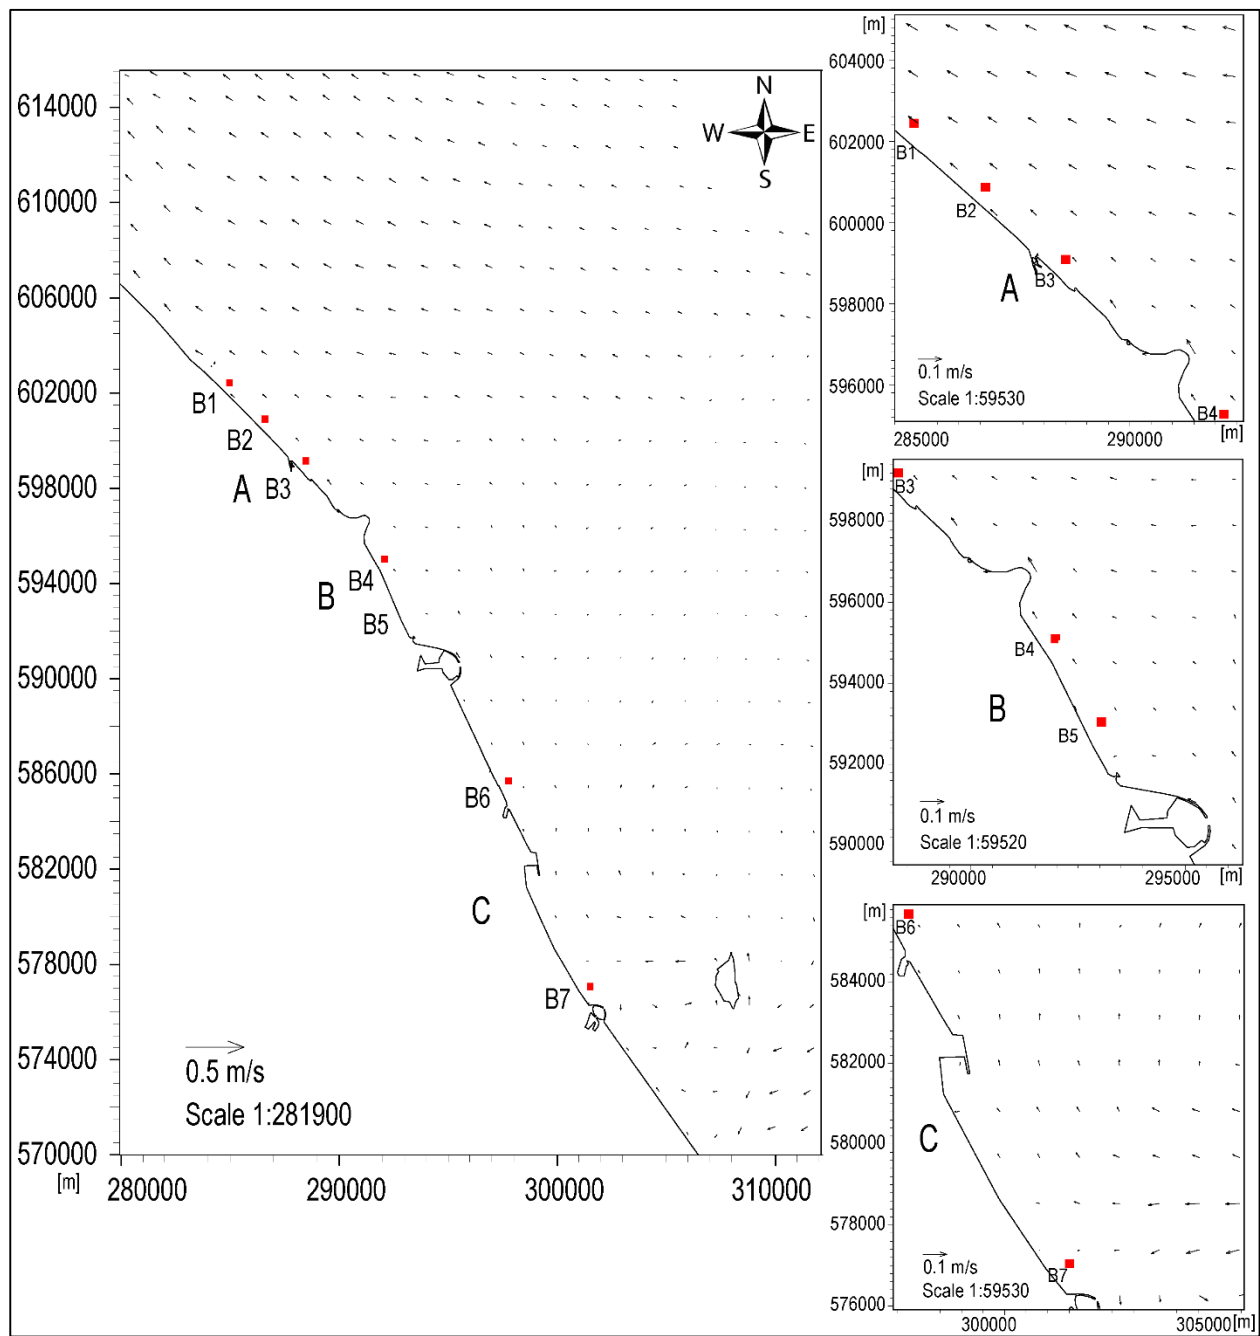 N
W E
S
614000
610000
606000
602000
598000
594000
590000
586000
582000
578000
574000
570000
[m]
280000 290000 300000 310000
B1
B2
A B3
B4
B
B5
B6
C
B7
0.5 m/s
Scale 1:281900
[m]
604000
602000
600000
598000
596000
B1
B2
B3
A
B4
0.1 m/s
Scale 1:59530
285000 290000 [m]
[m]
598000
596000
594000
592000
590000
B3
B4
B
B5
0.1 m/s
Scale 1:59520
290000 295000 [m]
[m]
584000
582000
580000
578000
576000
B6
C
B7
0.1 m/s
Scale 1:59530
300000 305000 [m]